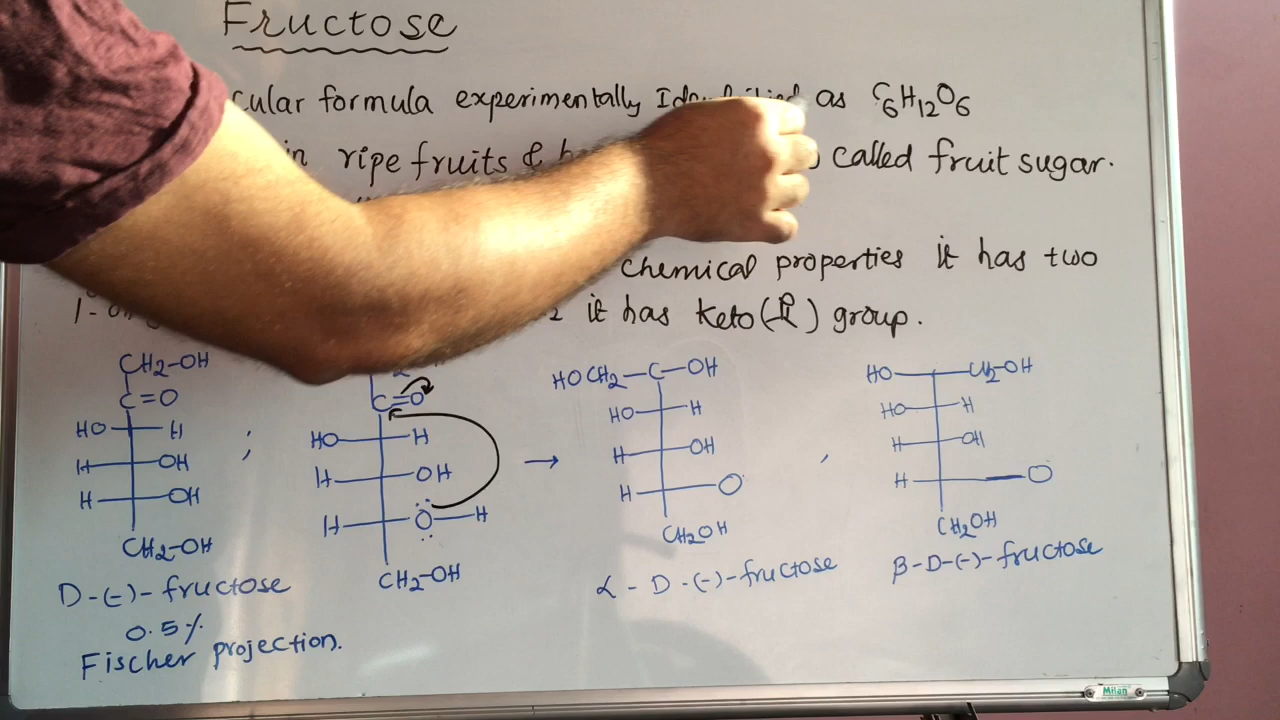 Fructose
cular formula experimentally as C6H12O6
in ripe fruits & called fruit sugar.
chemical properties it has two
it has keto( ) group.
CH2-OH
C=O
HO H
H OH
H OH
CH2-OH
D-(-)-fructose
0.5%
Fischer projection.
;
C=O
HO H
H OH
H O-H
CH2-OH
→
HOCH2-C-OH
HO H
H OH
H O
CH2OH
α-D-(-)-fructose
,
HO CH2-OH
HO H
H OH
H O
CH2OH
β-D-(-)-fructose
Milan